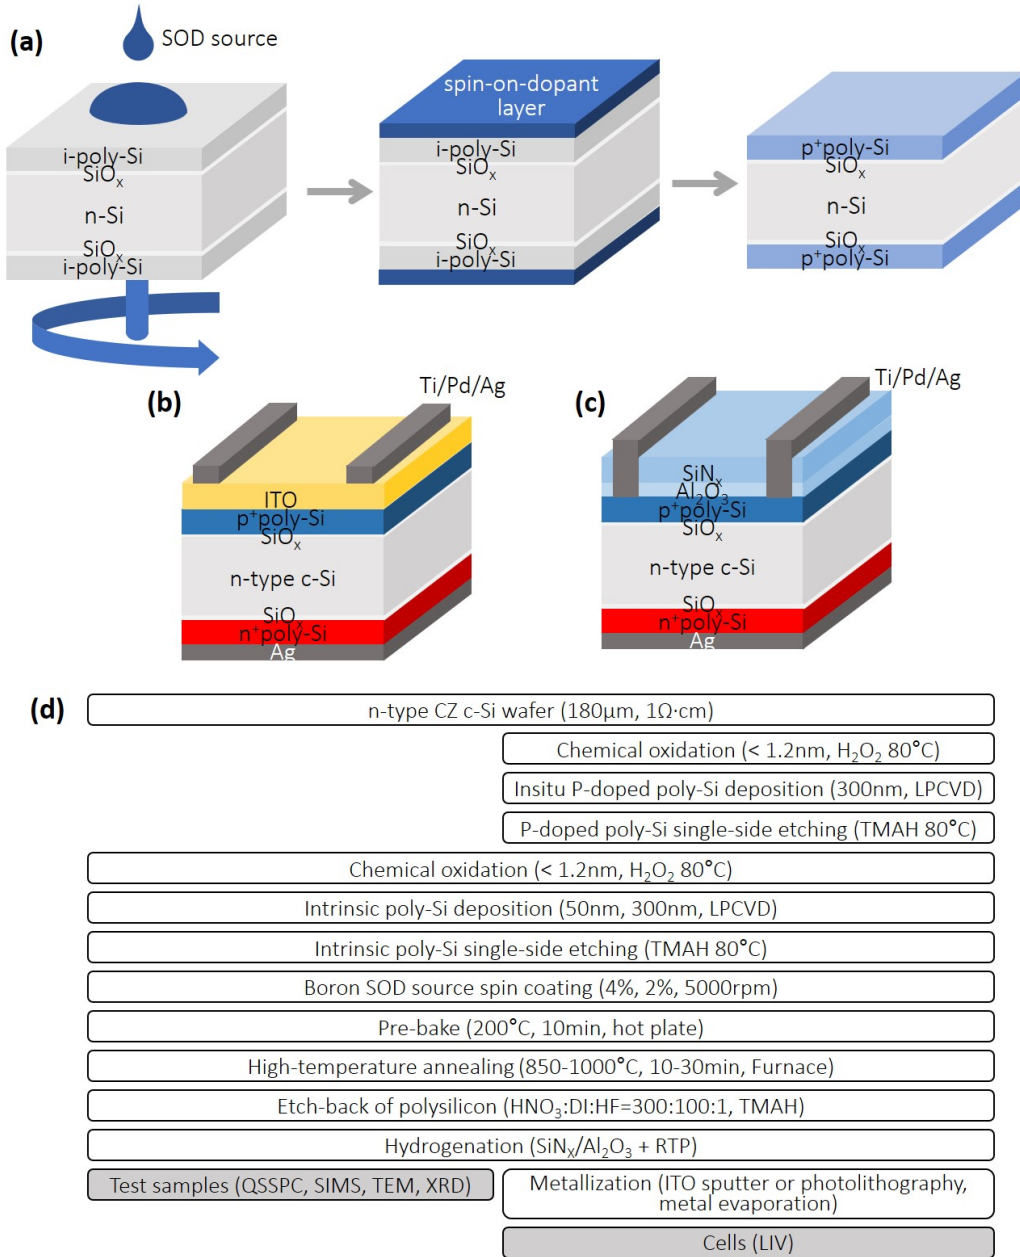 (a)
SOD source
i-poly-Si
SiOₓ
n-Si
SiOₓ
i-poly-Si
spin-on-dopant
layer
i-poly-Si
SiOₓ
n-Si
SiOₓ
i-poly-Si
p⁺poly-Si
SiOₓ
n-Si
SiOₓ
p⁺poly-Si
(b)
Ti/Pd/Ag
ITO
p⁺poly-Si
SiOₓ
n-type c-Si
SiOₓ
n⁺poly-Si
Ag
(c)
Ti/Pd/Ag
SiNₓ
Al₂O₃
p⁺poly-Si
SiOₓ
n-type c-Si
SiOₓ
n⁺poly-Si
Ag
(d)
n-type CZ c-Si wafer (180μm, 1Ω·cm)
Chemical oxidation (< 1.2nm, H₂O₂ 80°C)
Insitu P-doped poly-Si deposition (300nm, LPCVD)
P-doped poly-Si single-side etching (TMAH 80°C)
Chemical oxidation (< 1.2nm, H₂O₂ 80°C)
Intrinsic poly-Si deposition (50nm, 300nm, LPCVD)
Intrinsic poly-Si single-side etching (TMAH 80°C)
Boron SOD source spin coating (4%, 2%, 5000rpm)
Pre-bake (200°C, 10min, hot plate)
High-temperature annealing (850-1000°C, 10-30min, Furnace)
Etch-back of polysilicon (HNO₃:DI:HF=300:100:1, TMAH)
Hydrogenation (SiNₓ/Al₂O₃ + RTP)
Test samples (QSSPC, SIMS, TEM, XRD)
Metallization (ITO sputter or photolithography,
metal evaporation)
Cells (LIV)